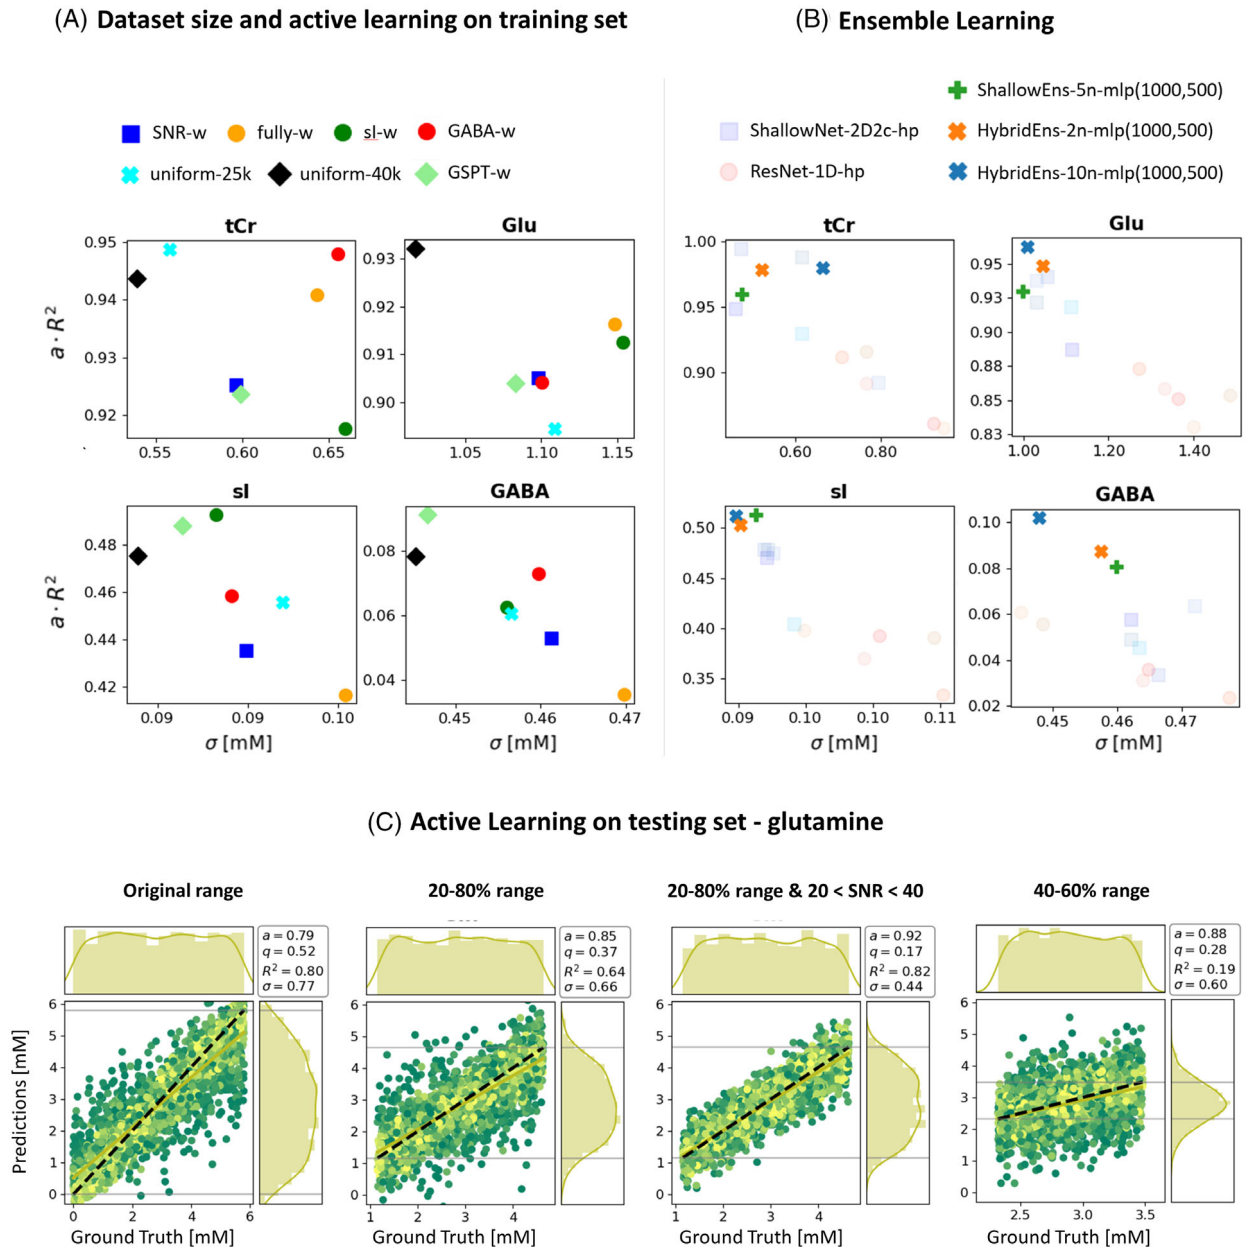 (A) Dataset size and active learning on training set
(B) Ensemble Learning
SNR-w fully-w sI-w GABA-w
uniform-25k uniform-40k GSPT-w
ShallowEns-5n-mlp(1000,500)
ShallowNet-2D2c-hp HybridEns-2n-mlp(1000,500)
ResNet-1D-hp HybridEns-10n-mlp(1000,500)
tCr
a · R²
0.95
0.94
0.93
0.92
0.55 0.60 0.65
Glu
0.93
0.92
0.91
0.90
1.05 1.10 1.15
sI
a · R²
0.48
0.46
0.44
0.42
0.09 0.09 0.10
σ [mM]
GABA
0.08
0.06
0.04
0.45 0.46 0.47
σ [mM]
tCr
1.00
0.95
0.90
0.60 0.80
Glu
0.95
0.93
0.90
0.88
0.85
0.83
1.00 1.20 1.40
sI
0.50
0.45
0.40
0.35
0.09 0.10 0.10 0.11
σ [mM]
GABA
0.10
0.08
0.06
0.04
0.02
0.45 0.46 0.47
σ [mM]
(C) Active Learning on testing set - glutamine
Original range
a = 0.79
q = 0.52
R² = 0.80
σ = 0.77
Predictions [mM]
6
5
4
3
2
1
0
0 2 4 6
Ground Truth [mM]
20-80% range
a = 0.85
q = 0.37
R² = 0.64
σ = 0.66
6
5
4
3
2
1
0
1 2 3 4
Ground Truth [mM]
20-80% range & 20 < SNR < 40
a = 0.92
q = 0.17
R² = 0.82
σ = 0.44
6
5
4
3
2
1
0
1 2 3 4
Ground Truth [mM]
40-60% range
a = 0.88
q = 0.28
R² = 0.19
σ = 0.60
6
5
4
3
2
1
0
2.5 3.0 3.5
Ground Truth [mM]